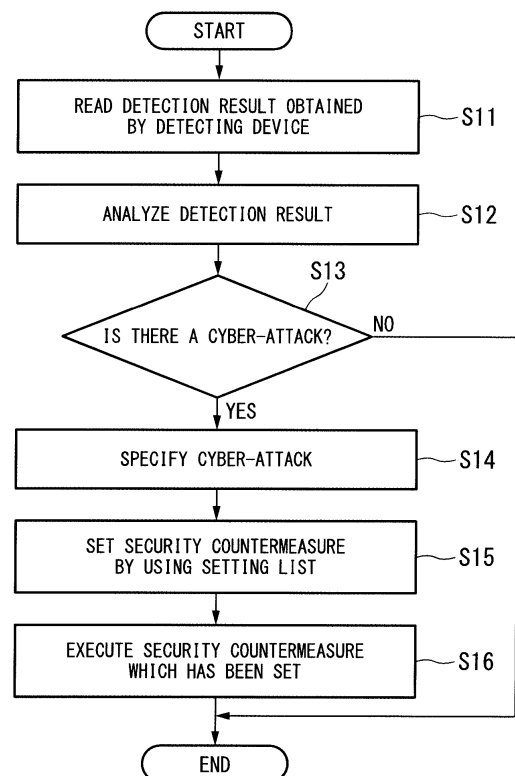 START
READ DETECTION RESULT OBTAINED
BY DETECTING DEVICE
S11
ANALYZE DETECTION RESULT
S12
S13
IS THERE A CYBER-ATTACK?
NO
YES
SPECIFY CYBER-ATTACK
S14
SET SECURITY COUNTERMEASURE
BY USING SETTING LIST
S15
EXECUTE SECURITY COUNTERMEASURE
WHICH HAS BEEN SET
S16
END